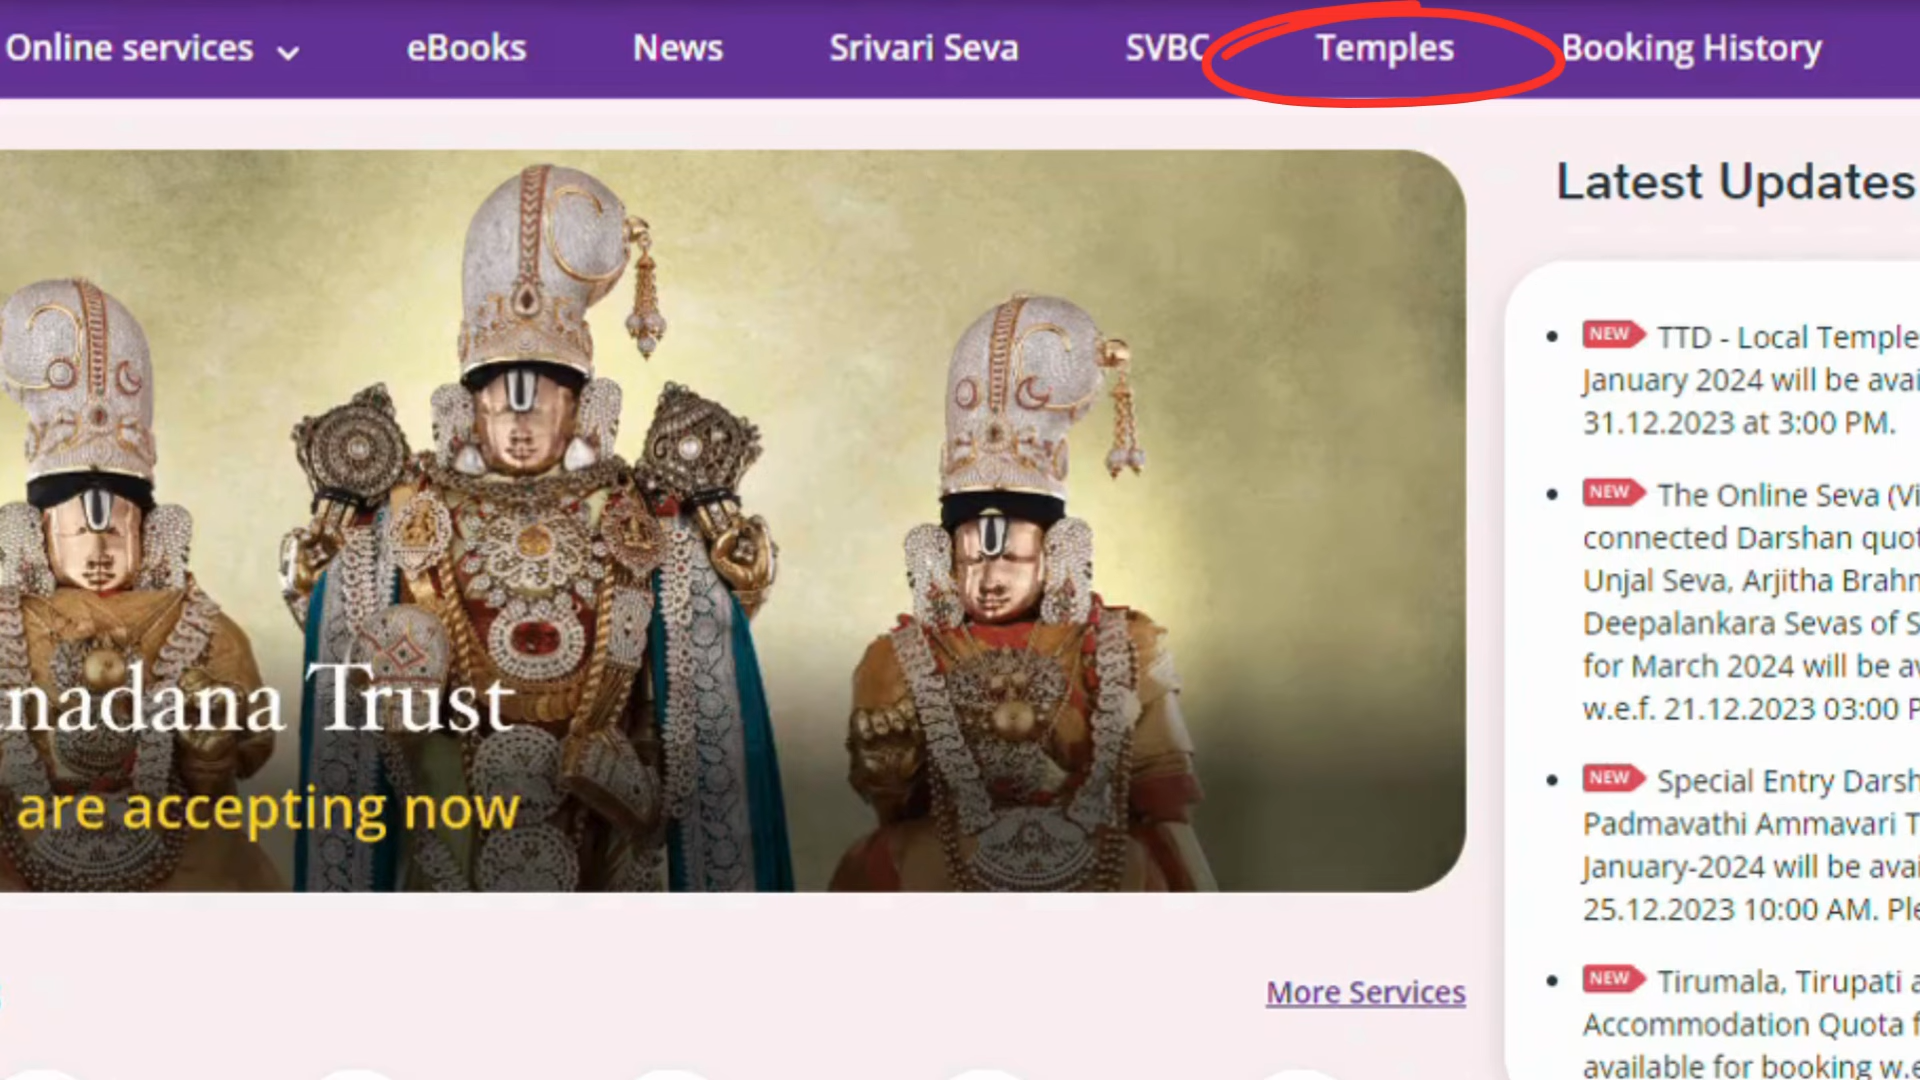 Online services eBooks News Srivari Seva SVBC Temples Booking History
nadana Trust
are accepting now
More Services
Latest Updates
NEW TTD - Local Temple
January 2024 will be avai
31.12.2023 at 3:00 PM.
NEW The Online Seva (Vi
connected Darshan quot
Unjal Seva, Arjitha Brahm
Deepalankara Sevas of S
for March 2024 will be av
w.e.f. 21.12.2023 03:00 P
NEW Special Entry Darsh
Padmavathi Ammavari T
January-2024 will be avai
25.12.2023 10:00 AM. Ple
NEW Tirumala, Tirupati a
Accommodation Quota f
available for booking w.e